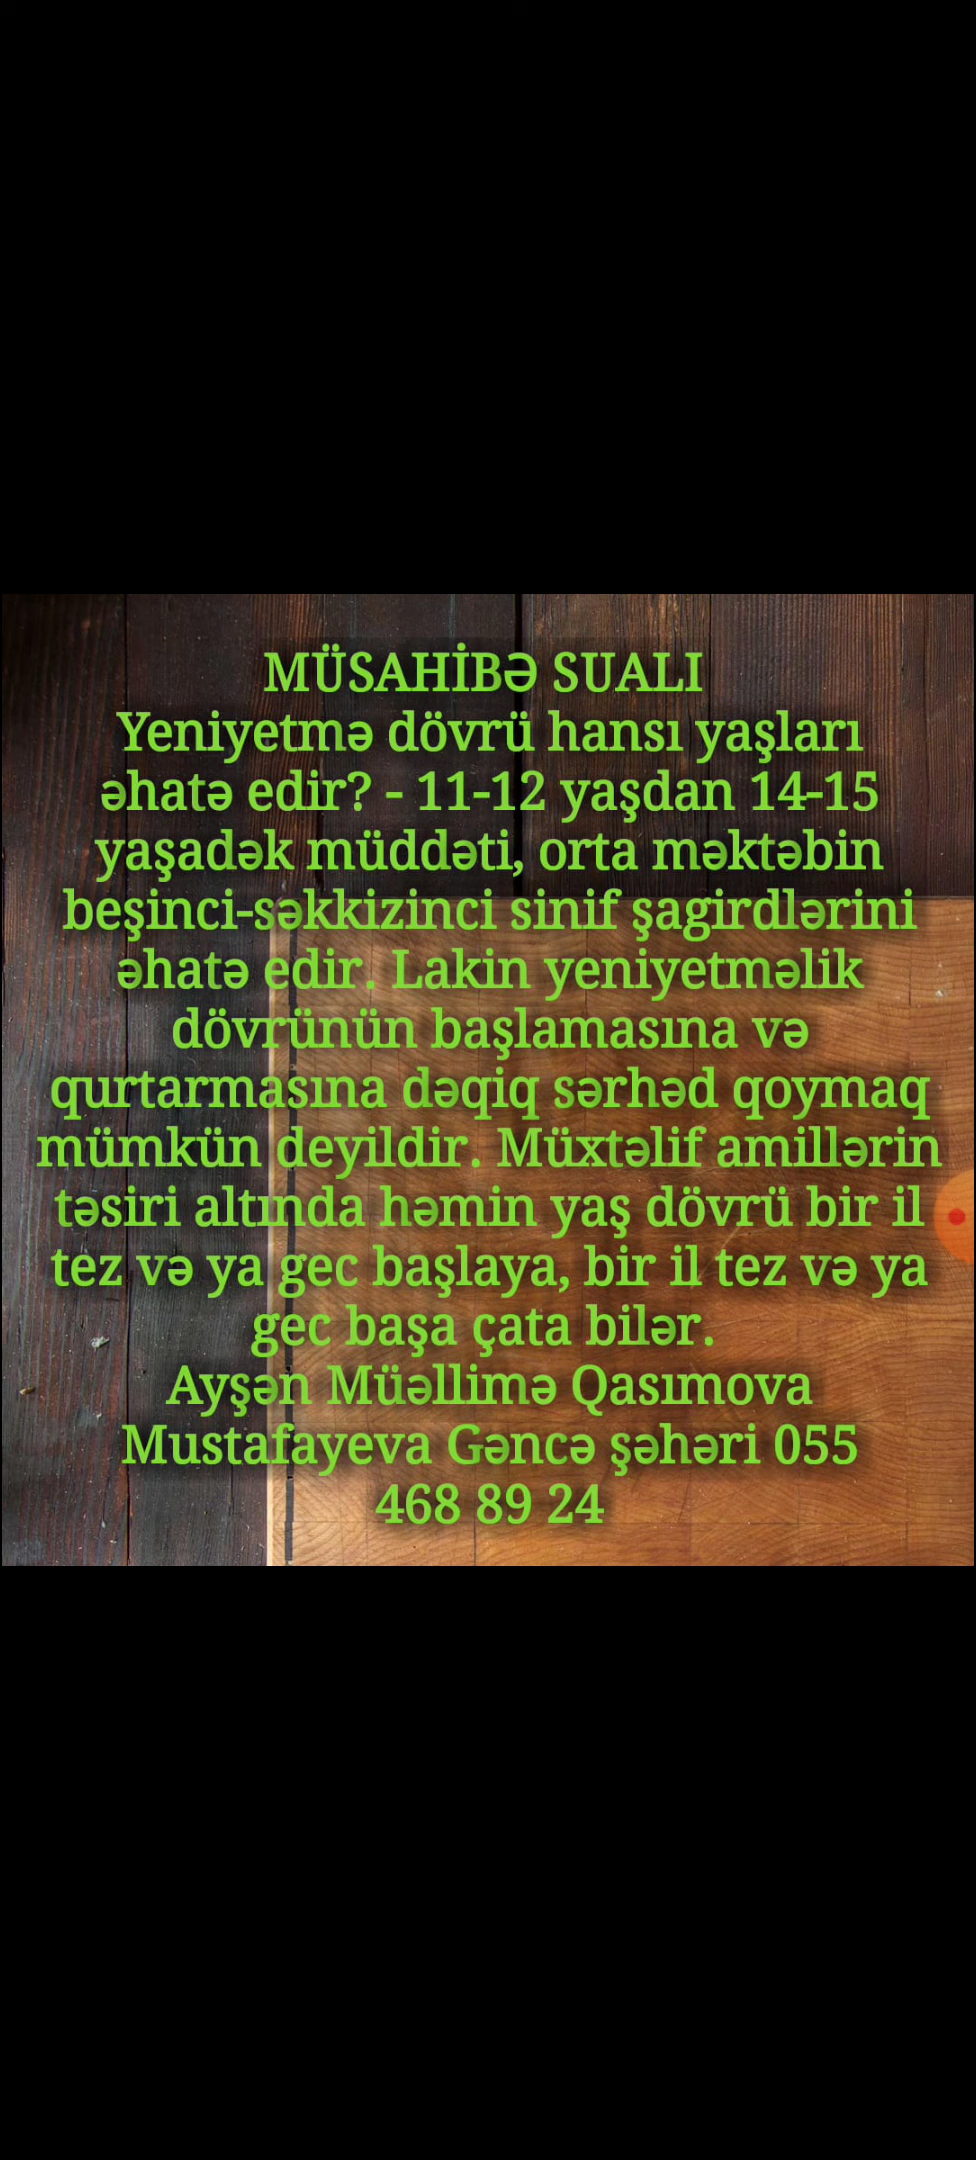 MÜSAHİBƏ SUALI
Yeniyetmə dövrü hansı yaşları
əhatə edir? - 11-12 yaşdan 14-15
yaşadək müddəti, orta məktəbin
beşinci-səkkizinci sinif şagirdlərini
əhatə edir. Lakin yeniyetməlik
dövrünün başlamasına və
qurtarmasına dəqiq sərhəd qoymaq
mümkün deyildir. Müxtəlif amillərin
təsiri altında həmin yaş dövrü bir il
tez və ya gec başlaya, bir il tez və ya
gec başa çata bilər.
Ayşən Müəllimə Qasımova
Mustafayeva Gəncə şəhəri 055
468 89 24